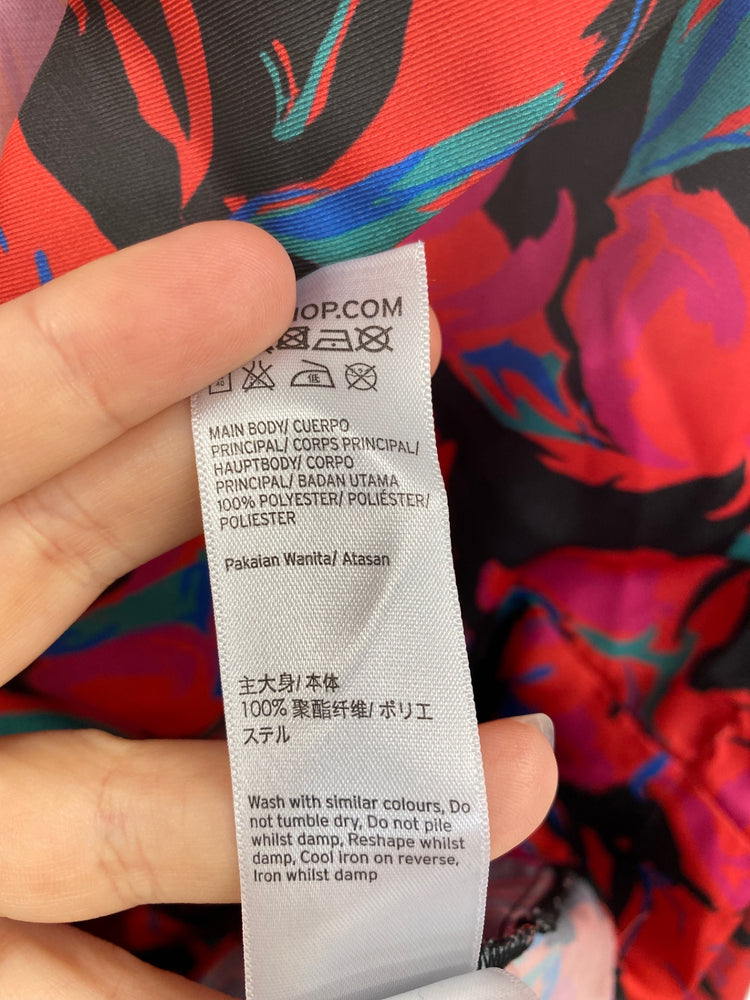 HOP.COM
40
低
MAIN BODY/ CUERPO
PRINCIPAL/ CORPS PRINCIPAL/
HAUPTBODY/ CORPO
PRINCIPAL/ BADAN UTAMA
100% POLYESTER/ POLIÉSTER/
POLIESTER
Pakaian Wanita/ Atasan
主大身/ 本体
100% 聚酯纤维/ ポリエ
ステル
Wash with similar colours, Do
not tumble dry, Do not pile
whilst damp, Reshape whilst
damp, Cool iron on reverse,
Iron whilst damp